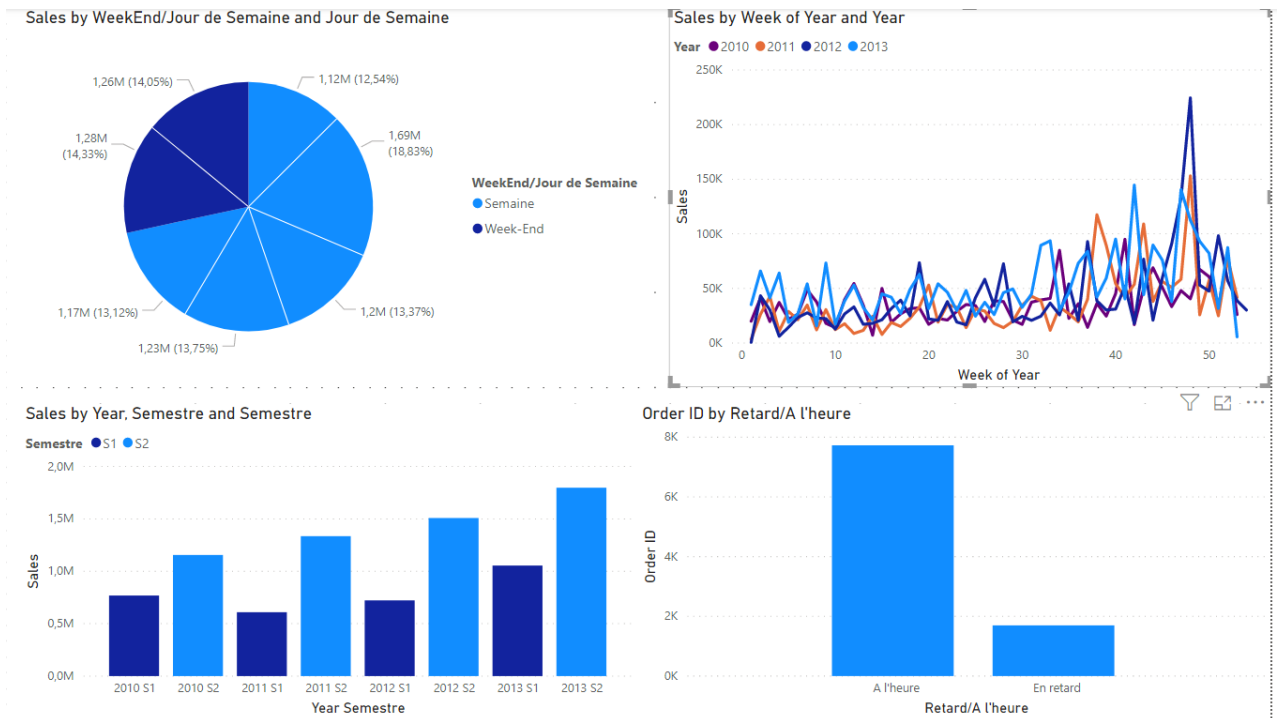 Sales by WeekEnd/Jour de Semaine and Jour de Semaine
1,26M (14,05%)
1,12M (12,54%)
1,28M
(14,33%)
1,69M
(18,83%)
1,17M (13,12%)
1,2M (13,37%)
1,23M (13,75%)
WeekEnd/Jour de Semaine
Semaine
Week-End
Sales by Week of Year and Year
Year 2010 2011 2012 2013
250K
200K
150K
100K
50K
0K
Sales
0 10 20 30 40 50
Week of Year
Sales by Year, Semestre and Semestre
Semestre S1 S2
2,0M
1,5M
1,0M
0,5M
0,0M
Sales
2010 S1 2010 S2 2011 S1 2011 S2 2012 S1 2012 S2 2013 S1 2013 S2
Year Semestre
Order ID by Retard/A l'heure
8K
6K
4K
2K
0K
Order ID
A l'heure En retard
Retard/A l'heure